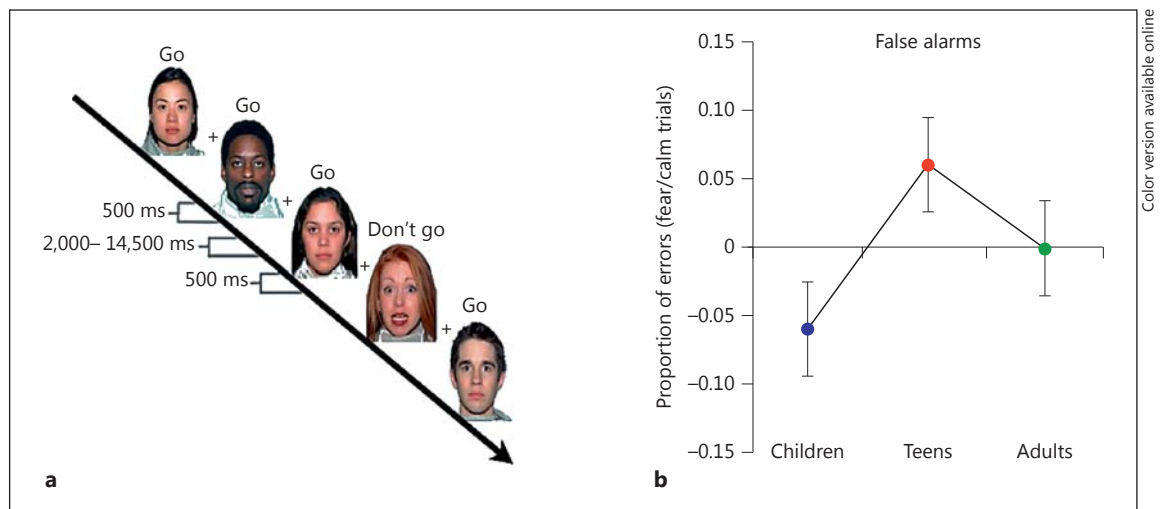 Go
Go
Go
Don't go
Go
+
+
+
+
500 ms
2,000– 14,500 ms
500 ms
a
False alarms
Proportion of errors (fear/calm trials)
0.15
0.10
0.05
0
–0.05
–0.10
–0.15
Children
Teens
Adults
b
Color version available online